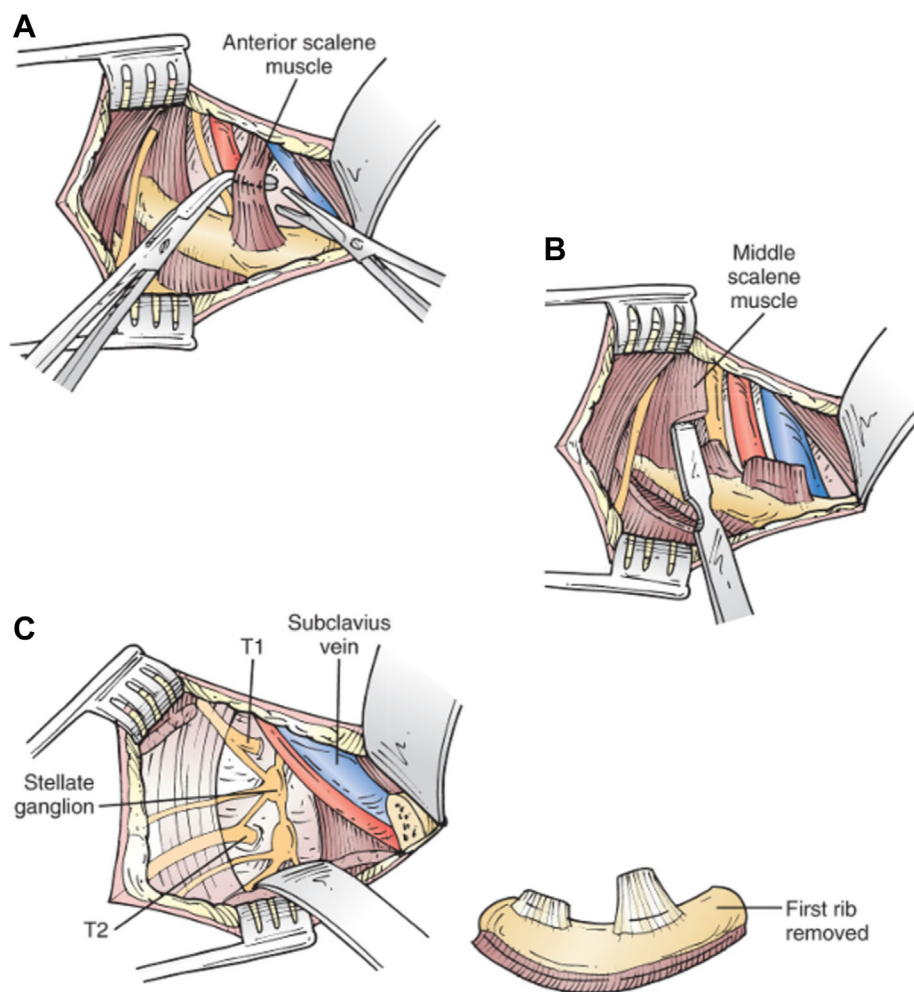 A
Anterior scalene
muscle
B
Middle
scalene
muscle
C
T1
Subclavius
vein
Stellate
ganglion
T2
First rib
removed